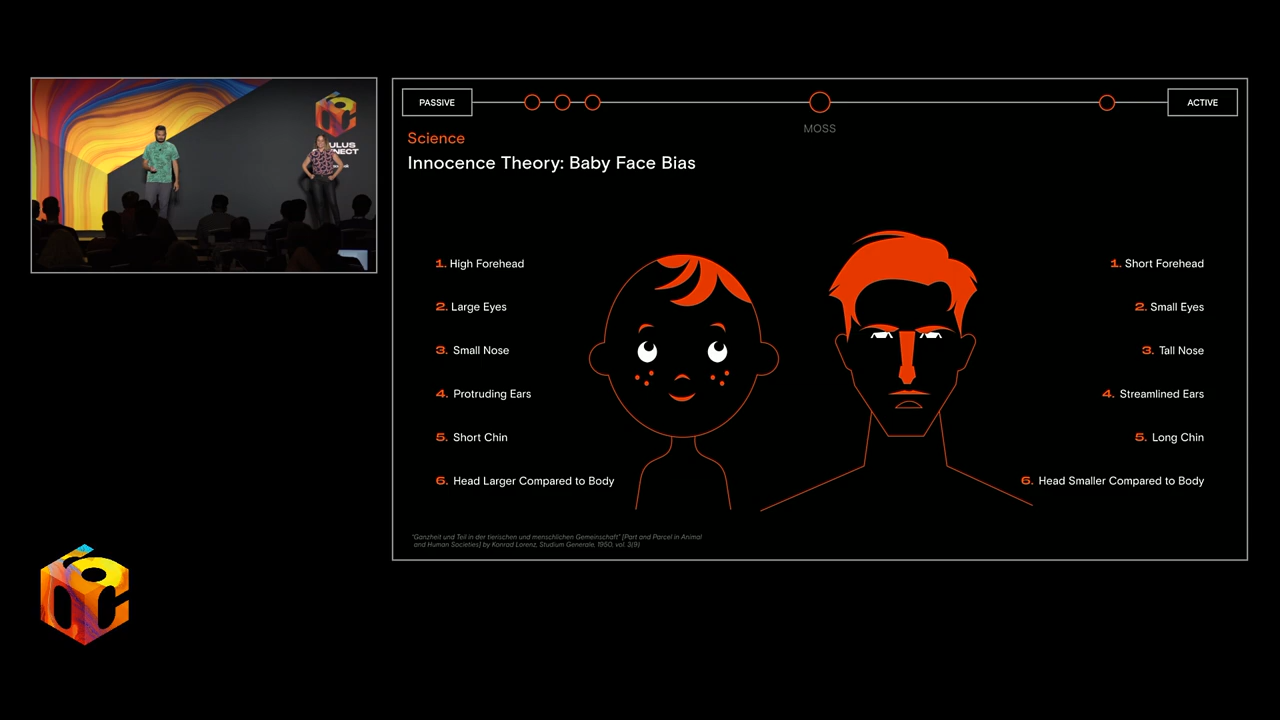 ULUS
NNECT
PASSIVE
ACTIVE
MOSS
Science
Innocence Theory: Baby Face Bias
1. High Forehead
2. Large Eyes
3. Small Nose
4. Protruding Ears
5. Short Chin
6. Head Larger Compared to Body
1. Short Forehead
2. Small Eyes
3. Tall Nose
4. Streamlined Ears
5. Long Chin
6. Head Smaller Compared to Body
"Ganzheit und Teil in der tierischen und menschlichen Gemeinschaft" [Part and Parcel in Animal
and Human Societies] by Konrad Lorenz, Studium Generale, 1950, vol. 3(9)